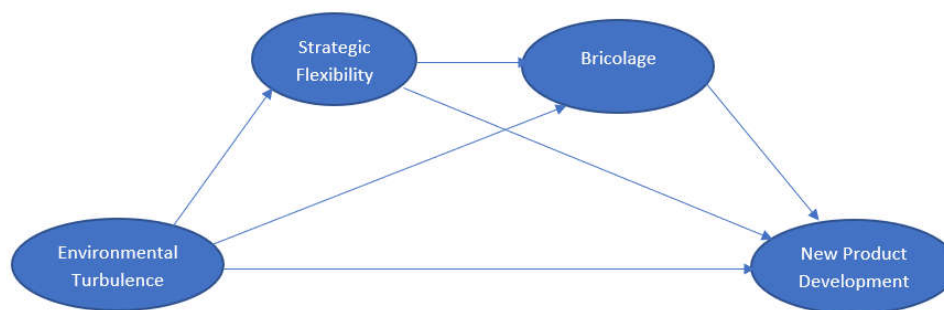 Strategic
Flexibility
Bricolage
Environmental
Turbulence
New Product
Development